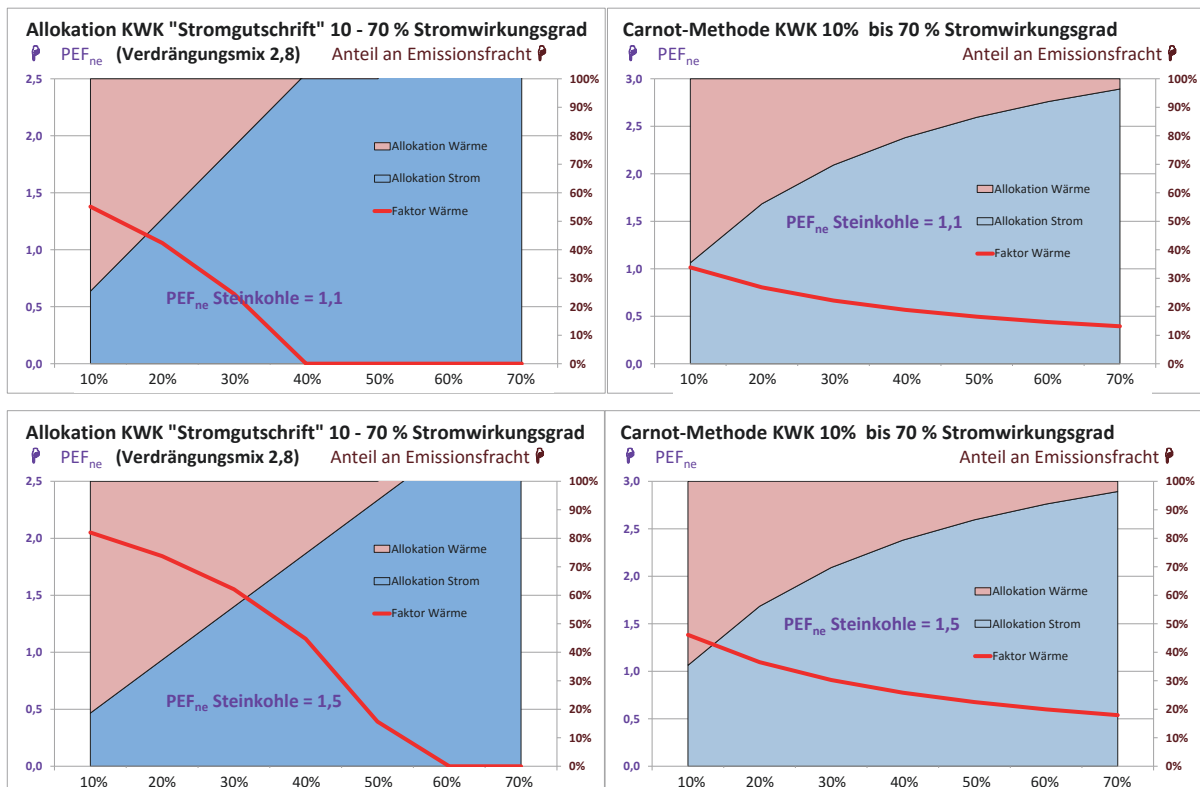 Allokation KWK "Stromgutschrift" 10 - 70 % Stromwirkungsgrad
PEFne (Verdrängungsmix 2,8) Anteil an Emissionsfracht
2,5
2,0
1,5
1,0
0,5
0,0
100%
90%
80%
70%
60%
50%
40%
30%
20%
10%
0%
Allokation Wärme
Allokation Strom
Faktor Wärme
PEFne Steinkohle = 1,1
10% 20% 30% 40% 50% 60% 70%
Carnot-Methode KWK 10% bis 70 % Stromwirkungsgrad
PEFne Anteil an Emissionsfracht
3,0
2,5
2,0
1,5
1,0
0,5
0,0
100%
90%
80%
70%
60%
50%
40%
30%
20%
10%
0%
Allokation Wärme
Allokation Strom
Faktor Wärme
PEFne Steinkohle = 1,1
10% 20% 30% 40% 50% 60% 70%
Allokation KWK "Stromgutschrift" 10 - 70 % Stromwirkungsgrad
PEFne (Verdrängungsmix 2,8) Anteil an Emissionsfracht
2,5
2,0
1,5
1,0
0,5
0,0
100%
90%
80%
70%
60%
50%
40%
30%
20%
10%
0%
Allokation Wärme
Allokation Strom
Faktor Wärme
PEFne Steinkohle = 1,5
10% 20% 30% 40% 50% 60% 70%
Carnot-Methode KWK 10% bis 70 % Stromwirkungsgrad
PEFne Anteil an Emissionsfracht
3,0
2,5
2,0
1,5
1,0
0,5
0,0
100%
90%
80%
70%
60%
50%
40%
30%
20%
10%
0%
Allokation Wärme
Allokation Strom
Faktor Wärme
PEFne Steinkohle = 1,5
10% 20% 30% 40% 50% 60% 70%